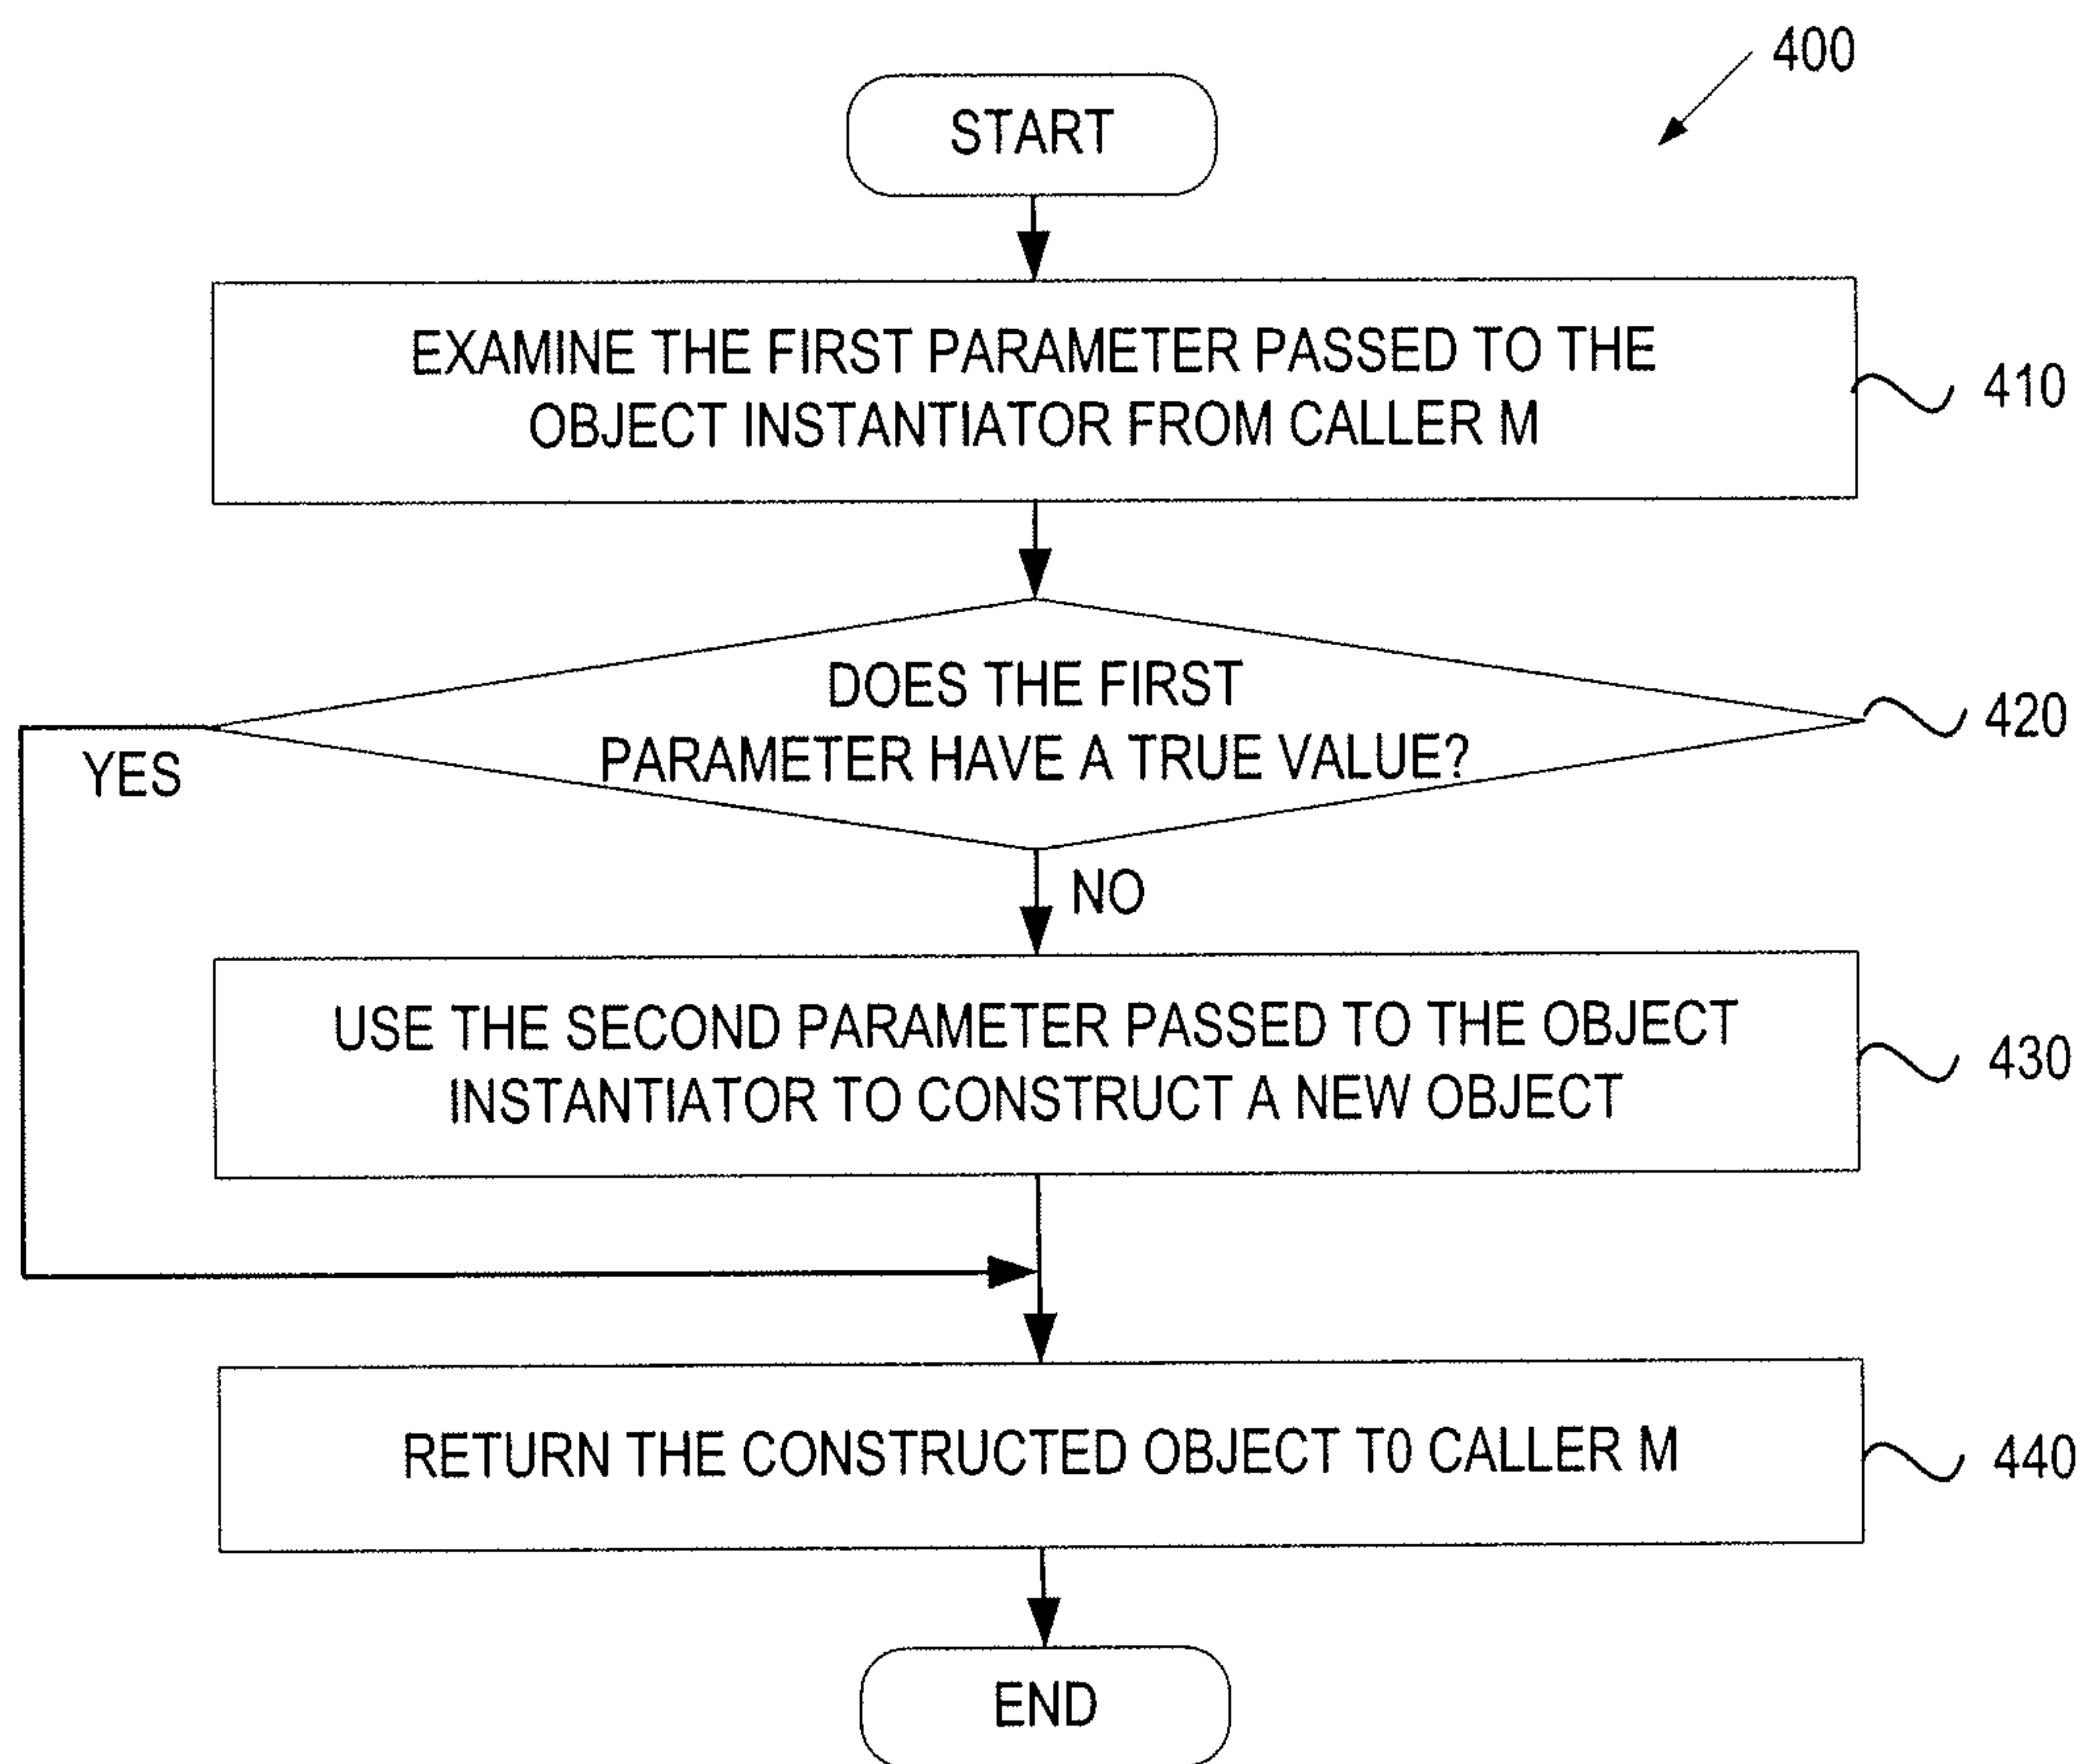 400
START
EXAMINE THE FIRST PARAMETER PASSED TO THE
OBJECT INSTANTIATOR FROM CALLER M
410
DOES THE FIRST
PARAMETER HAVE A TRUE VALUE?
420
YES
NO
USE THE SECOND PARAMETER PASSED TO THE OBJECT
INSTANTIATOR TO CONSTRUCT A NEW OBJECT
430
RETURN THE CONSTRUCTED OBJECT T0 CALLER M
440
END